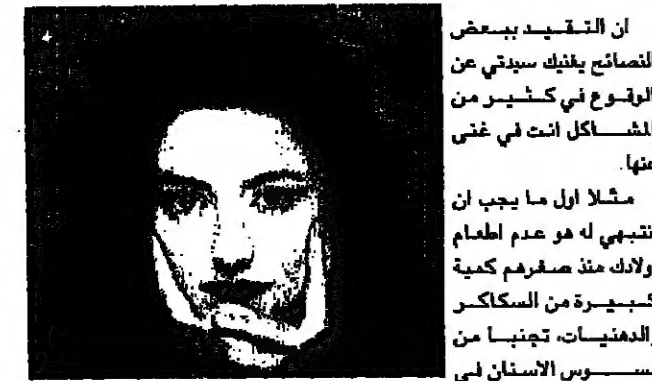 ان التقيد ببعض
النصائح يغنيك سيدتي عن
الوقوع في كثير من
المشاكل انت في غنى
عنها.
مثلا اول ما يجب ان
تنتبهي له هو عدم اطعام
اولادك منذ صغرهم كمية
كبيرة من السكاكر
والدهنيات، تجنبا من
تسوس الاسنان في